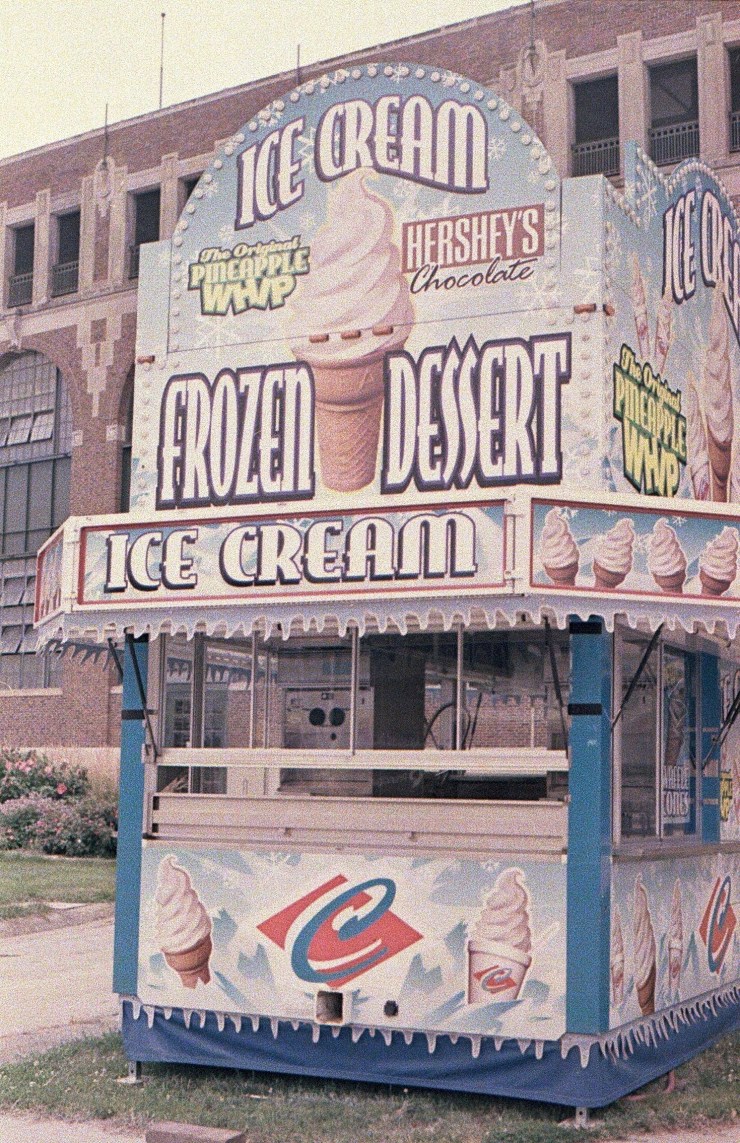 ICE CREAM
The Original
PINEAPPLE
WHIP
HERSHEY'S
Chocolate
FROZEN DESSERT
ICE CREAM
ICE CRE
The Original
PINEAPPLE
WHIP
WAFFLE
CONES